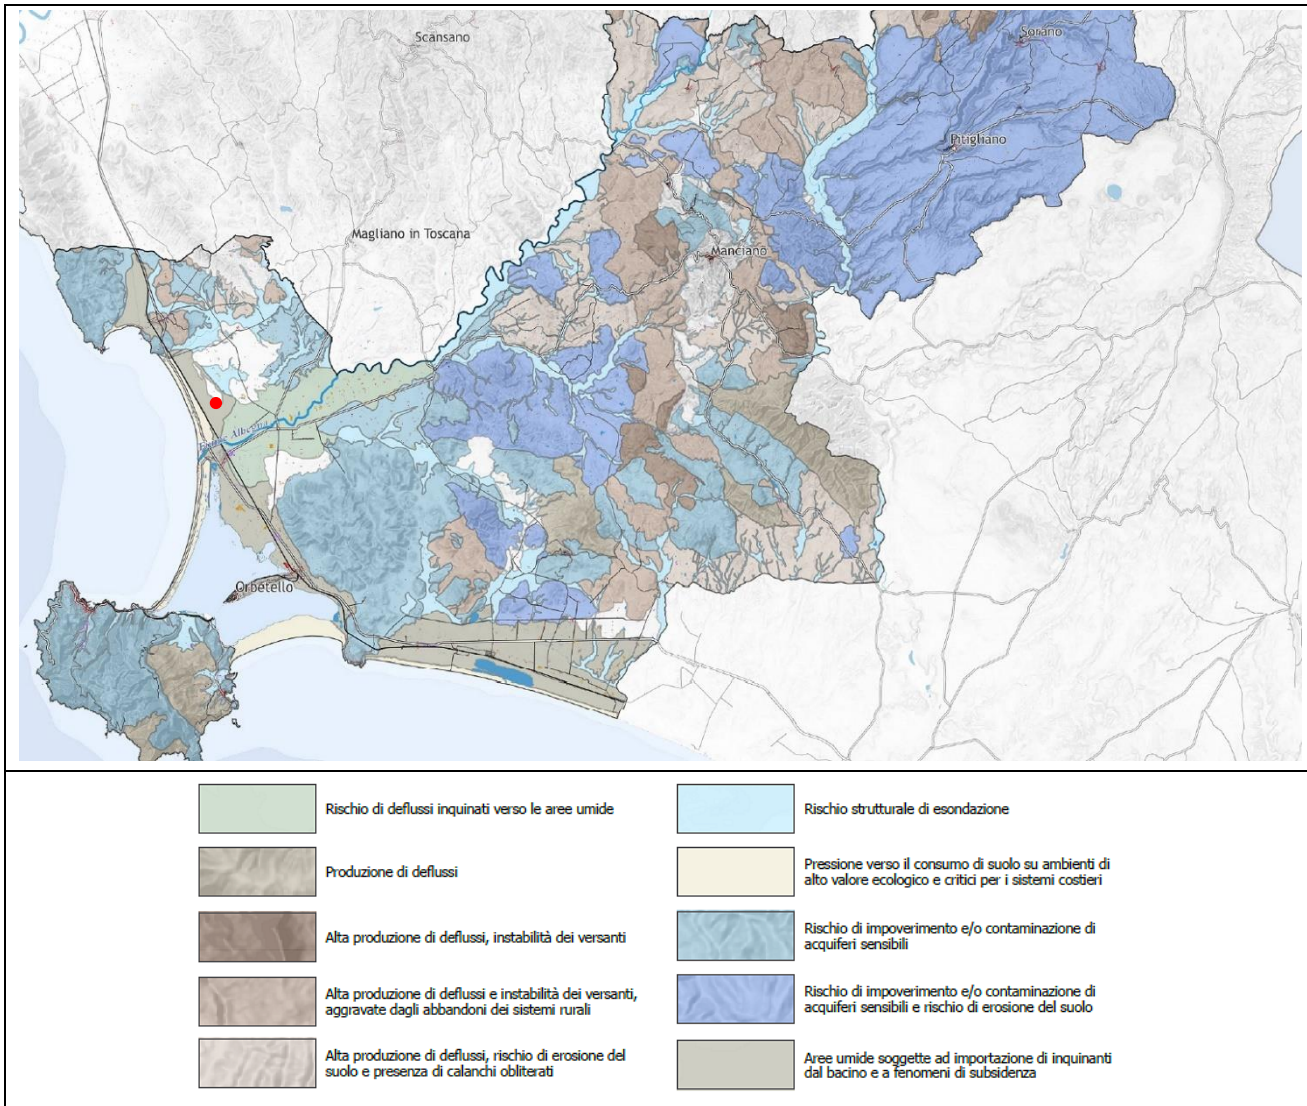 Scansano
Sorano
Pitigliano
Magliano in Toscana
Manciano
Fiume Albegna
Orbetello
Rischio di deflussi inquinati verso le aree umide
Produzione di deflussi
Alta produzione di deflussi, instabilità dei versanti
Alta produzione di deflussi e instabilità dei versanti,
aggravate dagli abbandoni dei sistemi rurali
Alta produzione di deflussi, rischio di erosione del
suolo e presenza di calanchi obliterati
Rischio strutturale di esondazione
Pressione verso il consumo di suolo su ambienti di
alto valore ecologico e critici per i sistemi costieri
Rischio di impoverimento e/o contaminazione di
acquiferi sensibili
Rischio di impoverimento e/o contaminazione di
acquiferi sensibili e rischio di erosione del suolo
Aree umide soggette ad importazione di inquinanti
dal bacino e a fenomeni di subsidenza